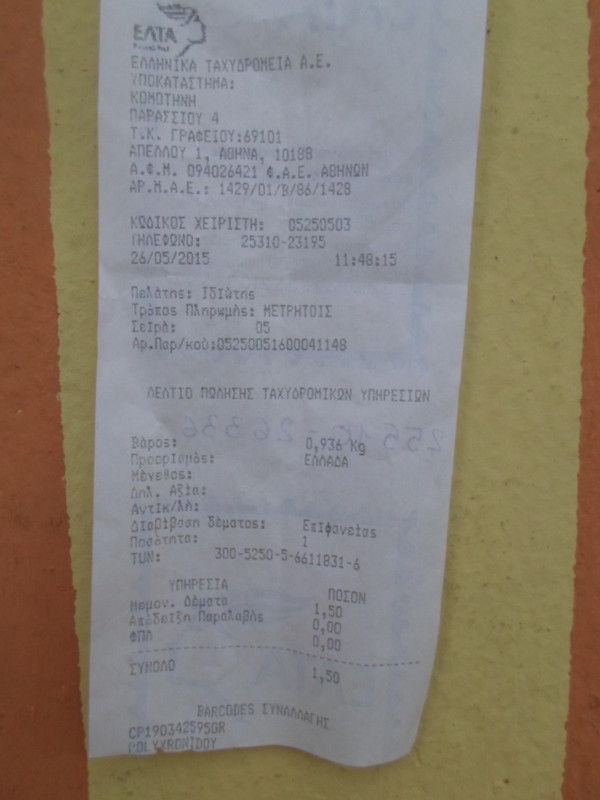 ΕΛΤΑ
ΕΛΛΗΝΙΚΑ ΤΑΧΥΔΡΟΜΕΙΑ Α.Ε.
ΥΠΟΚΑΤΑΣΤΗΜΑ:
ΚΟΜΟΤΗΝΗ
ΠΑΡΑΣΣΙΟΥ 4
Τ.Κ. ΓΡΑΦΕΙΟΥ:69101
ΑΠΕΛΛΟΥ 1, ΑΘΗΝΑ, 10188
Α.Φ.Μ. 094026421 Φ.Α.Ε. ΑΘΗΝΩΝ
ΑΡ.Μ.Α.Ε.: 1429/01/Β/86/1428
ΚΩΔΙΚΟΣ ΧΕΙΡΙΣΤΗ: 05250503
ΤΗΛΕΦΩΝΟ: 25310-23195
26/05/2015 11:48:15
Πελάτης: Ιδιώτης
Τρόπος Πληρωμής: ΜΕΤΡΗΤΟΙΣ
Σειρά: 05
Αρ.Παρ/κού:05250051600041148
ΔΕΛΤΙΟ ΠΩΛΗΣΗΣ ΤΑΧΥΔΡΟΜΙΚΩΝ ΥΠΗΡΕΣΙΩΝ
Βάρος: 0,936 Kg
Προορισμός: ΕΛΛΑΔΑ
Μέγεθος:
Δηλ. Αξία:
Αντικ/λή:
Διαβίβαση δέματος: Επιφανείας
Ποσότητα: 1
TUN: 300-5250-5-6611831-6
ΥΠΗΡΕΣΙΑ ΠΟΣΟΝ
Μεμον. Δέματα 1,50
Απόδειξη Παραλαβής 0,00
ΦΠΑ 0,00
ΣΥΝΟΛΟ 1,50
BARCODES ΣΥΝΑΛΛΑΓΗΣ
CP190342595GR
POLYXRONIDOY